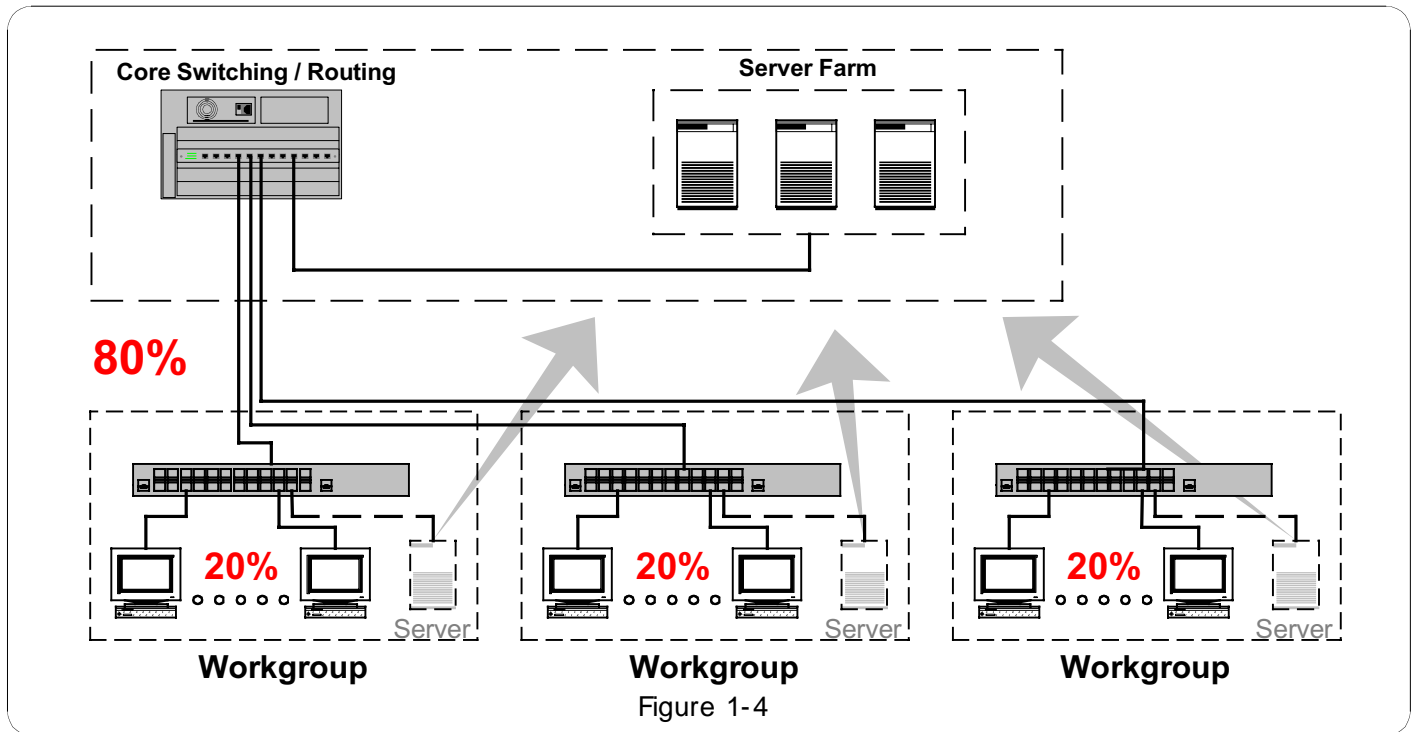 Core Switching / Routing
Server Farm
80%
20%
20%
20%
Server
Server
Server
Workgroup
Workgroup
Workgroup
Figure 1-4